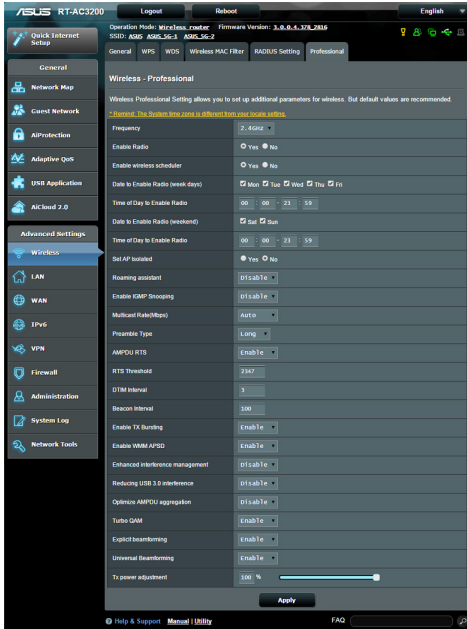 ASUS RT-AC3200 Logout Reboot English
Operation Mode: Wireless router Firmware Version: 3.0.0.4.378_2816
SSID: ASUS ASUS_5G-1 ASUS_5G-2
Quick Internet Setup
General WPS WDS Wireless MAC Filter RADIUS Setting Professional
General
Network Map
Guest Network
AiProtection
Adaptive QoS
USB Application
AiCloud 2.0
Advanced Settings
Wireless
LAN
WAN
IPv6
VPN
Firewall
Administration
System Log
Network Tools
Wireless - Professional
Wireless Professional Setting allows you to set up additional parameters for wireless. But default values are recommended.
* Remind: The System time zone is different from your locale setting.
Frequency 2.4GHz
Enable Radio Yes No
Enable wireless scheduler Yes No
Date to Enable Radio (week days) Mon Tue Wed Thu Fri
Time of Day to Enable Radio 00 : 00 - 23 : 59
Date to Enable Radio (weekend) Sat Sun
Time of Day to Enable Radio 00 : 00 - 23 : 59
Set AP Isolated Yes No
Roaming assistant Disable
Enable IGMP Snooping Disable
Multicast Rate(Mbps) Auto
Preamble Type Long
AMPDU RTS Enable
RTS Threshold 2347
DTIM Interval 3
Beacon Interval 100
Enable TX Bursting Enable
Enable WMM APSD Enable
Enhanced interference management Disable
Reducing USB 3.0 interference Disable
Optimize AMPDU aggregation Disable
Turbo QAM Enable
Explicit beamforming Enable
Universal Beamforming Enable
Tx power adjustment 100 %
Apply
Help & Support Manual | Utility FAQ